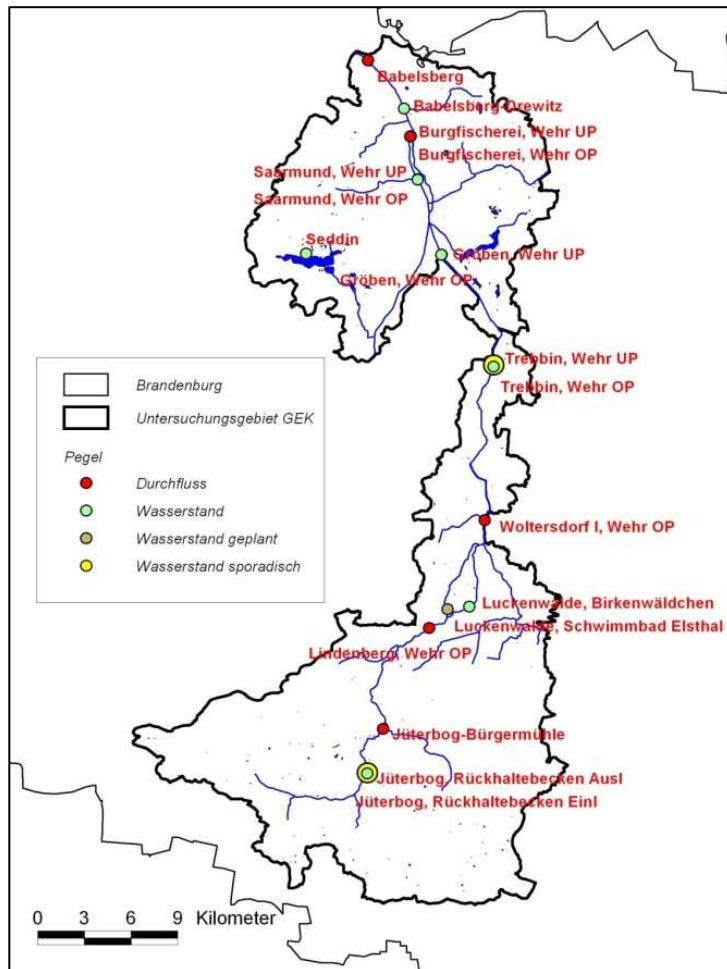 Babelsberg
Babelsberg-Drewitz
Burgfischerei, Wehr UP
Burgfischerei, Wehr OP
Saarmund, Wehr UP
Saarmund, Wehr OP
Seddin
Gröben, Wehr UP
Gröben, Wehr OP
Trebbin, Wehr UP
Trebbin, Wehr OP
Brandenburg
Untersuchungsgebiet GEK
Pegel
Durchfluss
Wasserstand
Wasserstand geplant
Wasserstand sporadisch
Woltersdorf I, Wehr OP
Luckenwalde, Birkenwäldchen
Luckenwalde, Schwimmbad Elsthal
Lindenberg, Wehr OP
Jüterbog-Bürgermühle
Jüterbog, Rückhaltebecken Ausl
Jüterbog, Rückhaltebecken Einl
0 3 6 9 Kilometer